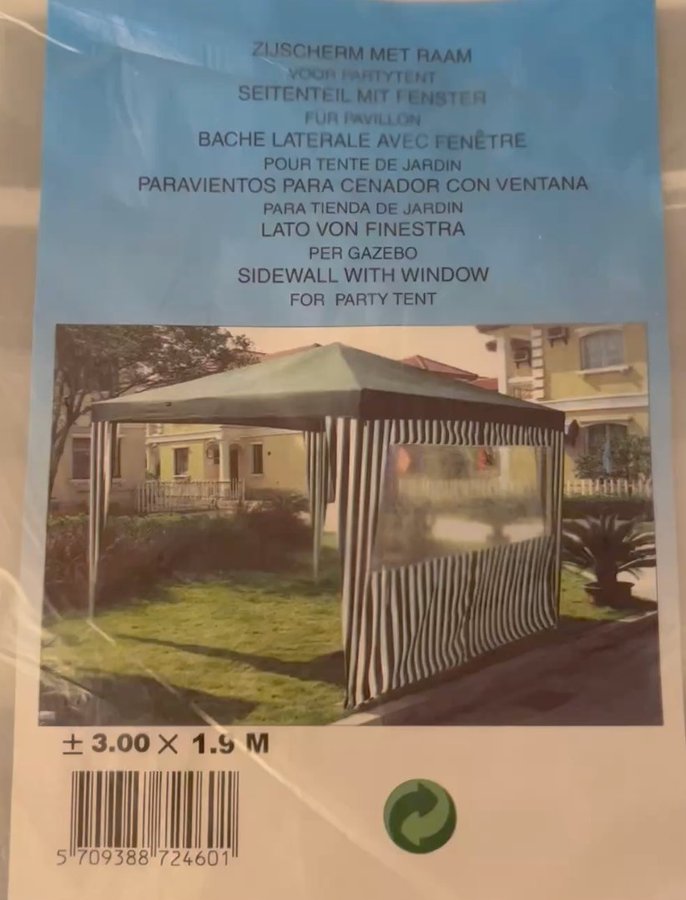 ZIJSCHERM MET RAAM
VOOR PARTYTENT
SEITENTEIL MIT FENSTER
FÜR PAVILLON
BACHE LATERALE AVEC FENÊTRE
POUR TENTE DE JARDIN
PARAVIENTOS PARA CENADOR CON VENTANA
PARA TIENDA DE JARDIN
LATO VON FINESTRA
PER GAZEBO
SIDEWALL WITH WINDOW
FOR PARTY TENT
± 3.00 X 1.9 M
5 709388 724601